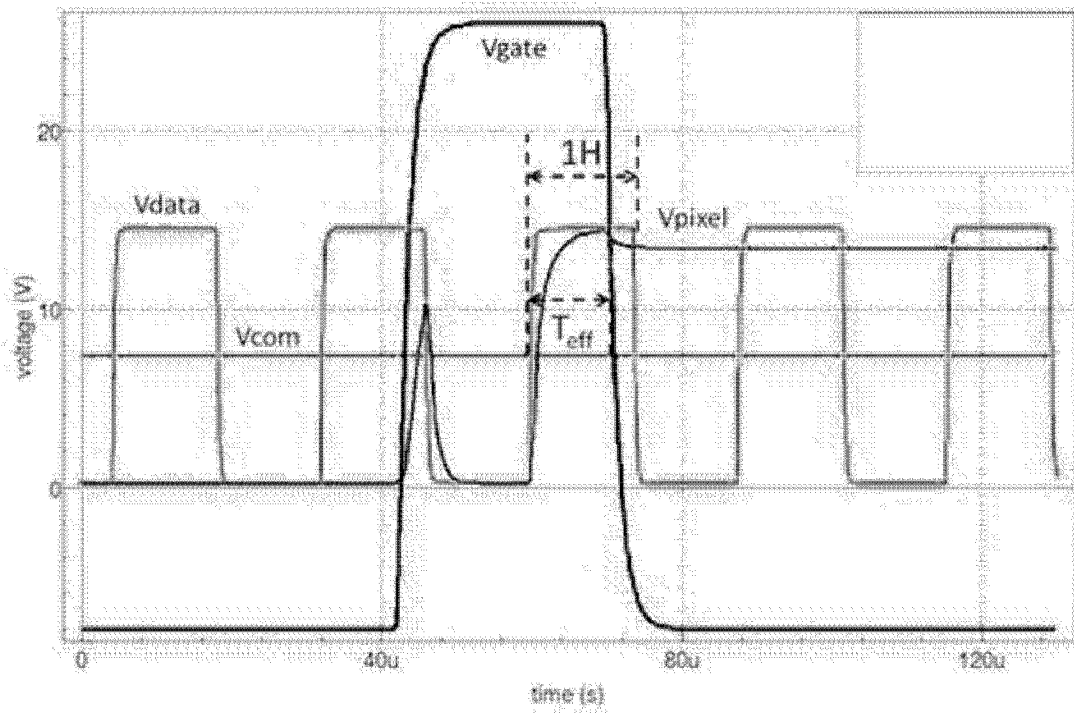 Vgate
20
1H
Vdata
Vpixel
voltage (V)
10
Vcom
Teff
0
0
40u
80u
120u
time (s)